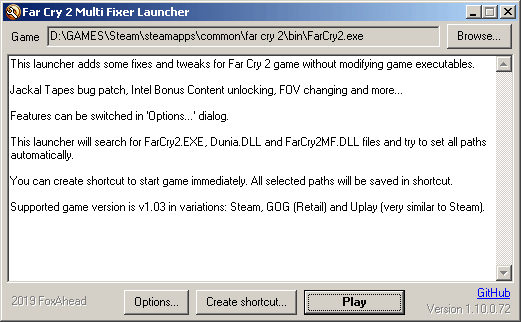 Far Cry 2 Multi Fixer Launcher
Game D:\GAMES\Steam\steamapps\common\far cry 2\bin\FarCry2.exe Browse...
This launcher adds some fixes and tweaks for Far Cry 2 game without modifying game executables.
Jackal Tapes bug patch, Intel Bonus Content unlocking, FOV changing and more...
Features can be switched in 'Options...' dialog.
This launcher will search for FarCry2.EXE, Dunia.DLL and FarCry2MF.DLL files and try to set all paths
automatically.
You can create shortcut to start game immediately. All selected paths will be saved in shortcut.
Supported game version is v1.03 in variations: Steam, GOG (Retail) and Uplay (very similar to Steam).
2019 FoxAhead Options... Create shortcut... Play GitHub
Version 1.10.0.72